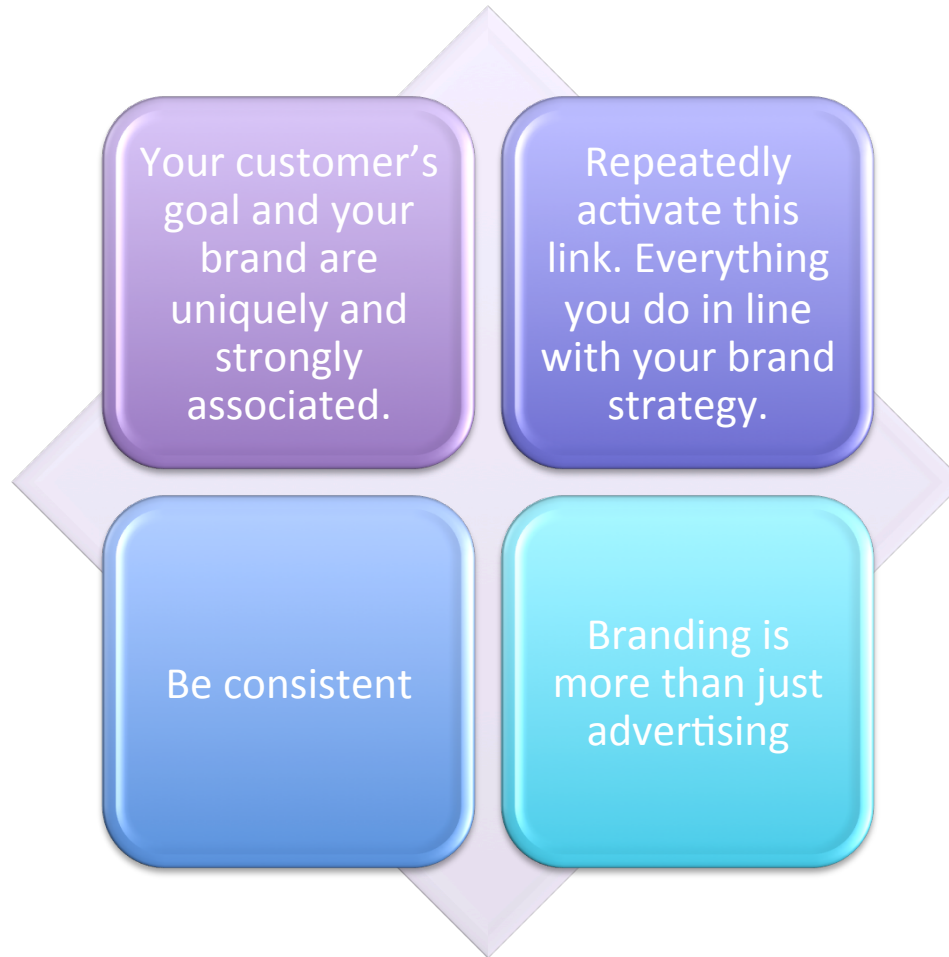 Your customer’s
goal and your
brand are
uniquely and
strongly
associated.
Repeatedly
activate this
link. Everything
you do in line
with your brand
strategy.
Be consistent
Branding is
more than just
advertising